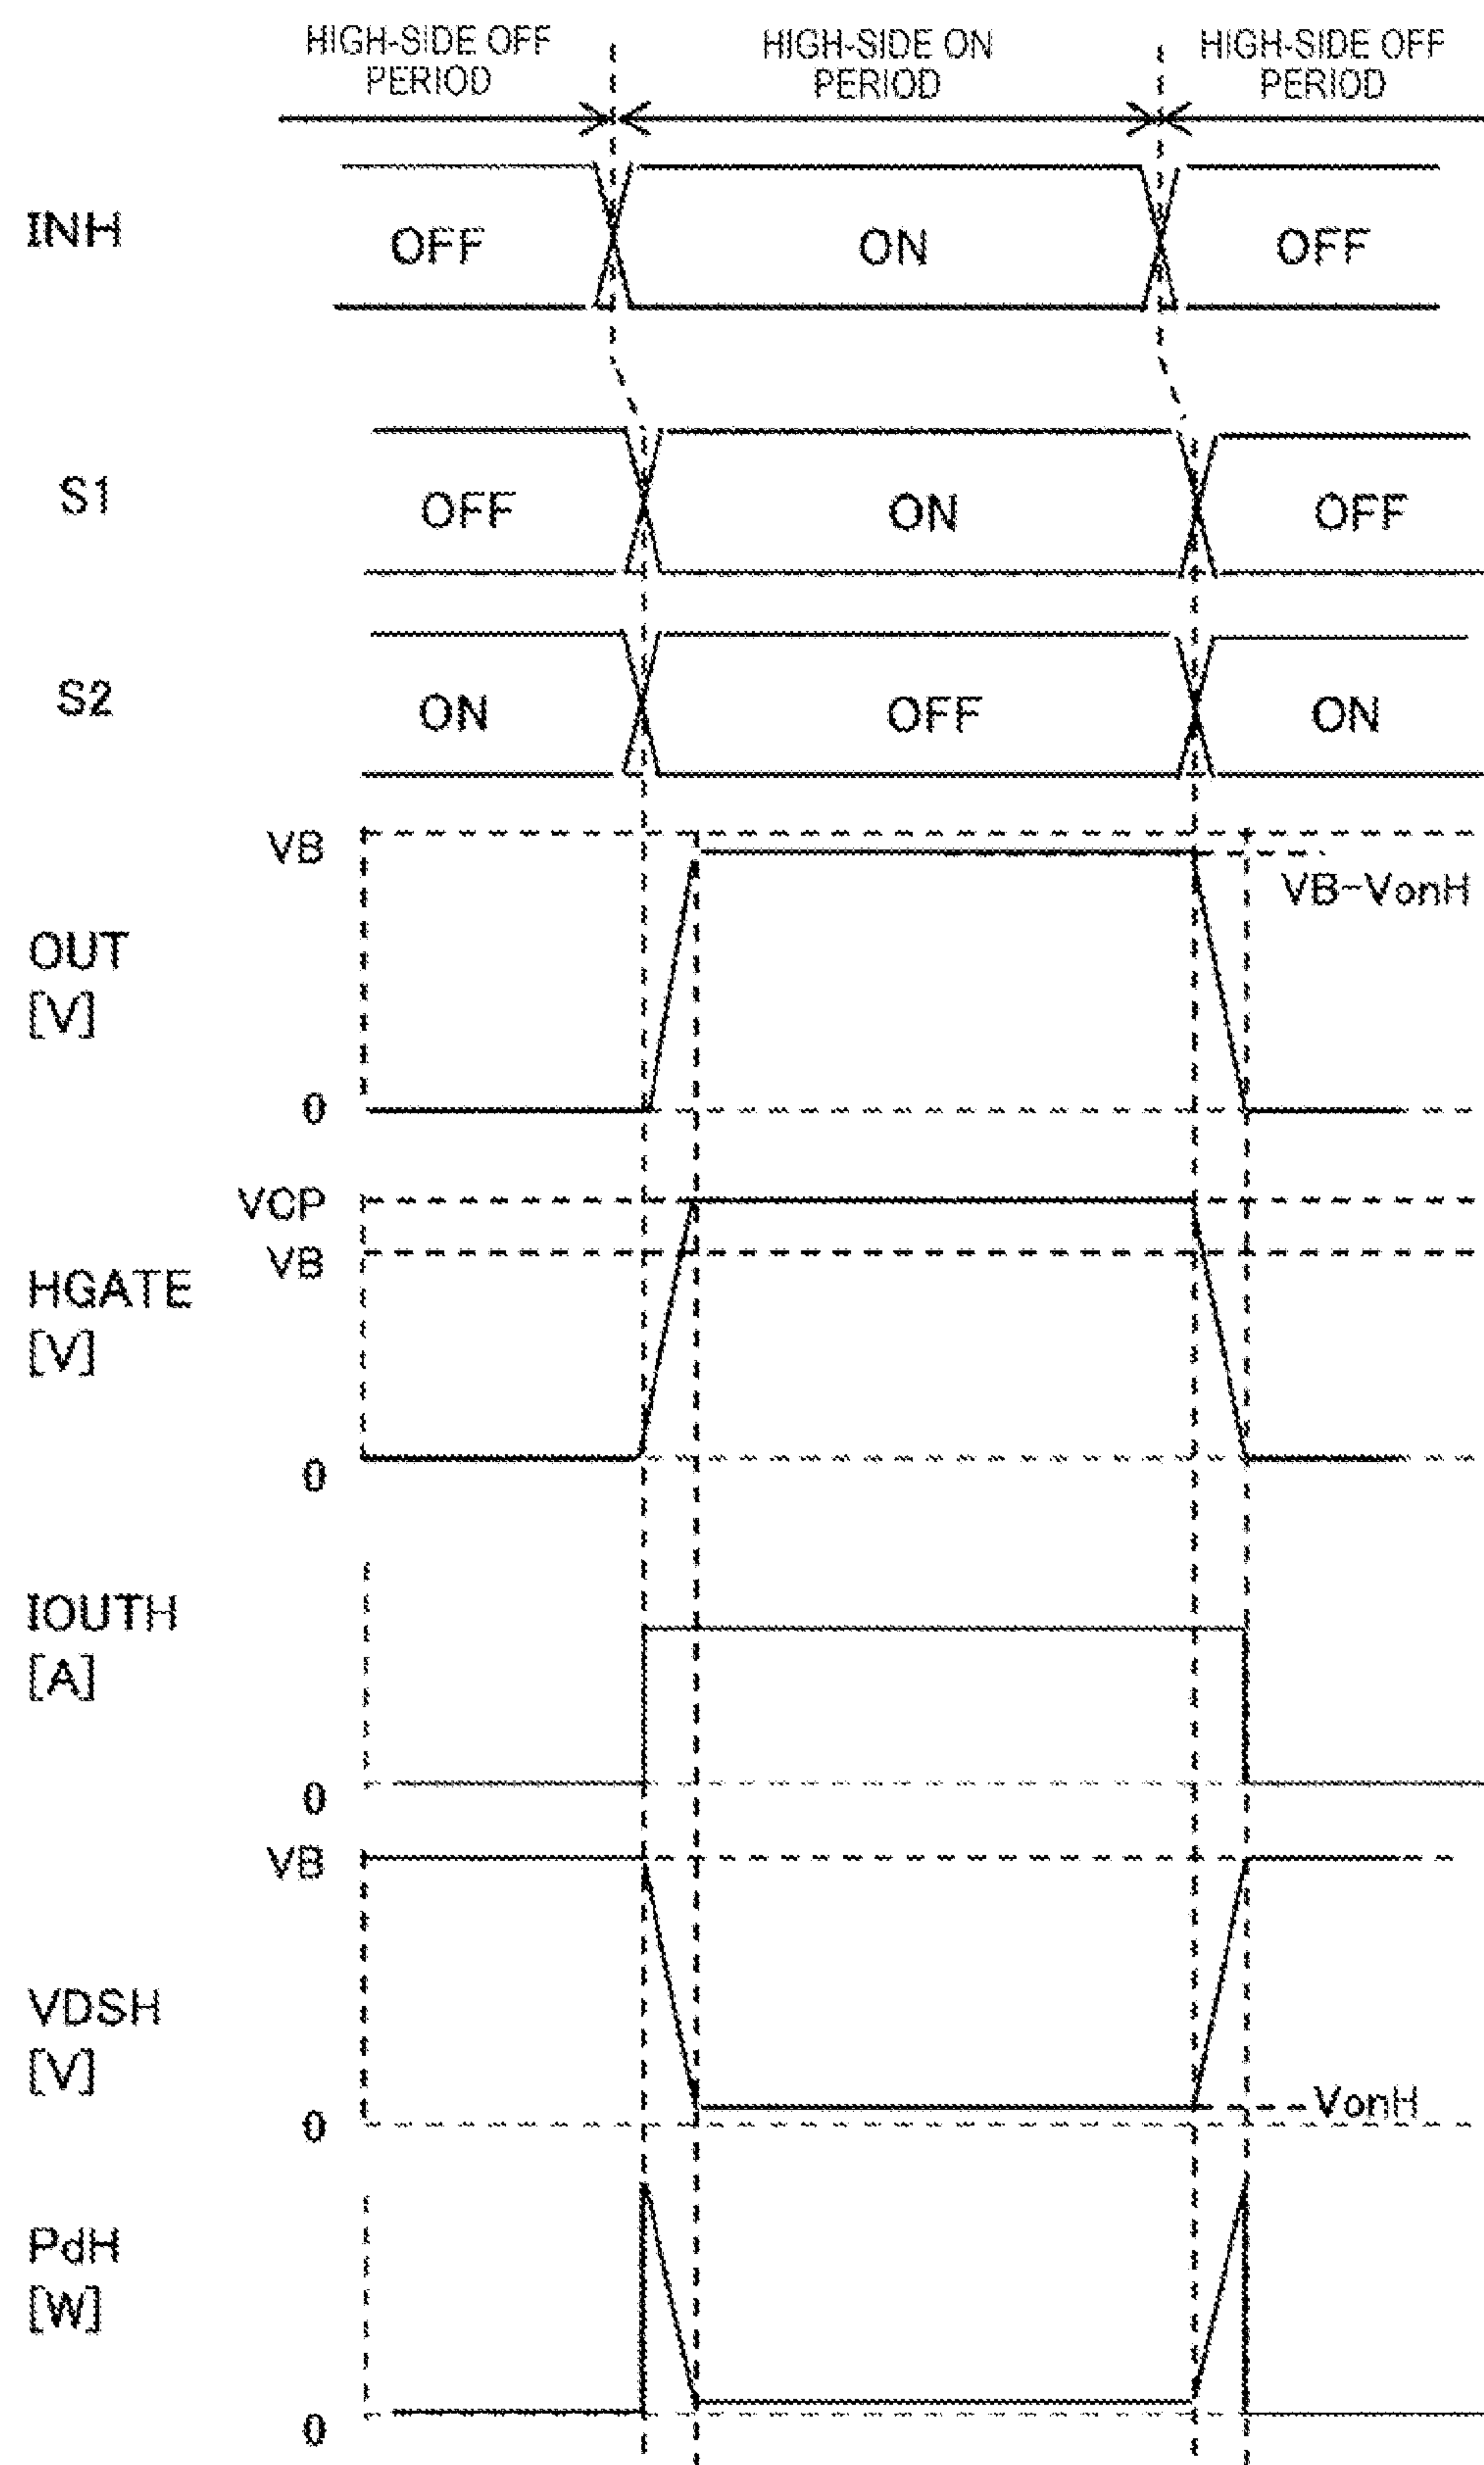 HIGH-SIDE OFF
PERIOD
HIGH-SIDE ON
PERIOD
HIGH-SIDE OFF
PERIOD
INH
OFF
ON
OFF
S1
OFF
ON
OFF
S2
ON
OFF
ON
VB
VB-VonH
OUT
[V]
0
VCP
VB
HGATE
[V]
0
IOUTH
[A]
0
VB
VDSH
[V]
VonH
0
PdH
[W]
0